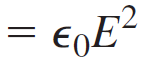 = ϵ₀E²